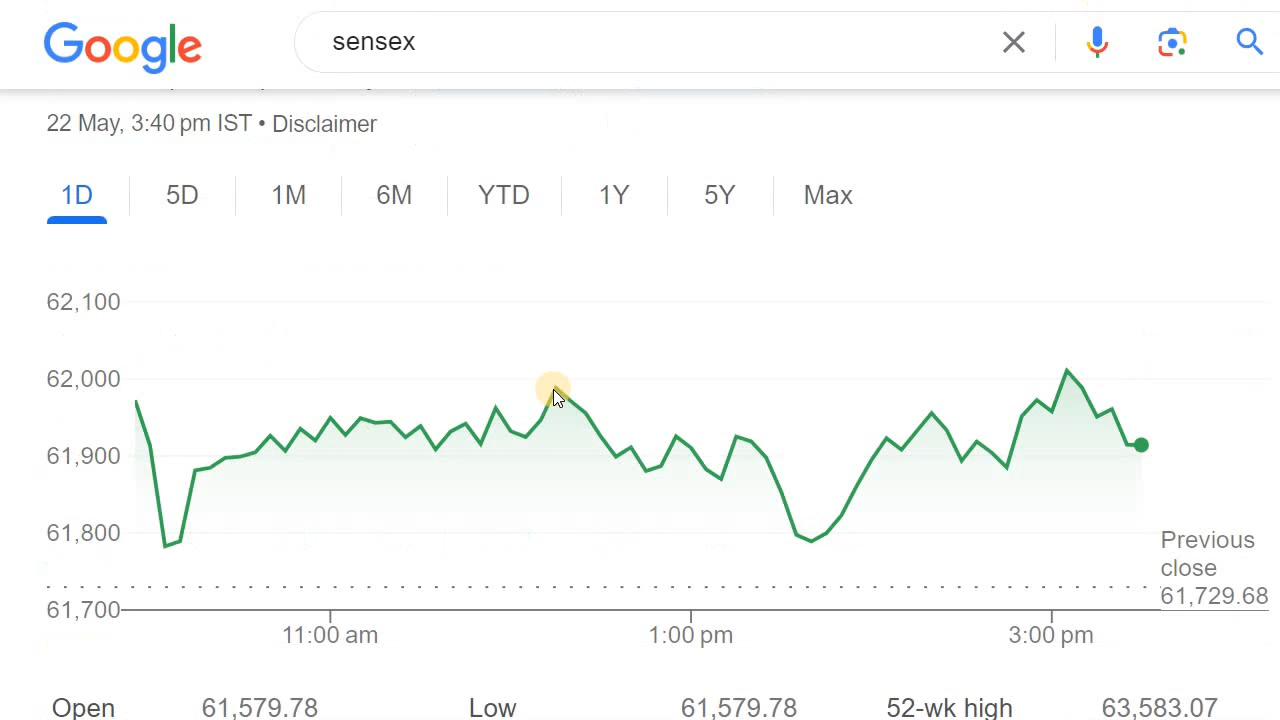 Google
sensex
22 May, 3:40 pm IST • Disclaimer
1D 5D 1M 6M YTD 1Y 5Y Max
62,100
62,000
61,900
61,800
61,700
Previous
close
61,729.68
11:00 am 1:00 pm 3:00 pm
Open 61,579.78 Low 61,579.78 52-wk high 63,583.07